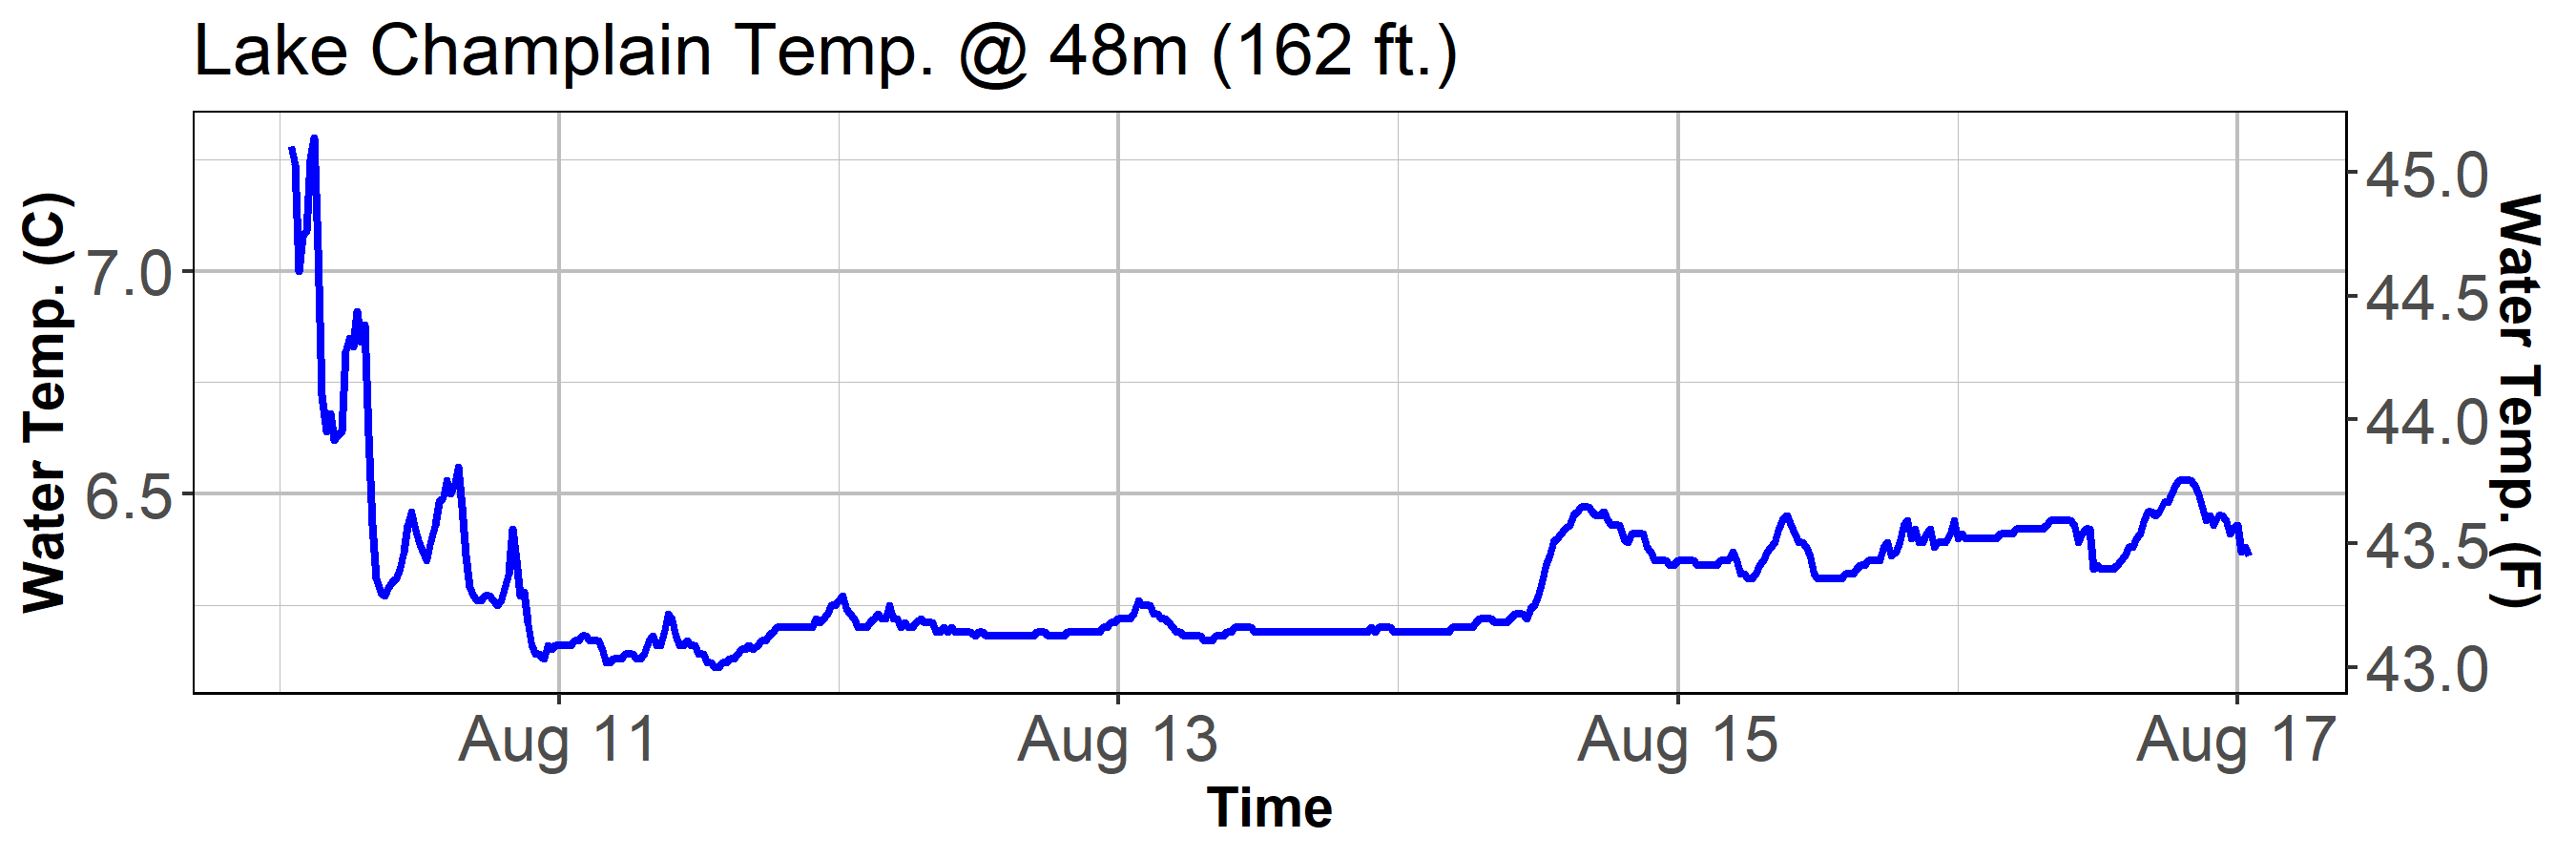 Lake Champlain Temp. @ 48m (162 ft.)
Water Temp. (C)
7.0
6.5
45.0
44.5
44.0
43.5
43.0
Water Temp. (F)
Aug 11
Aug 13
Aug 15
Aug 17
Time